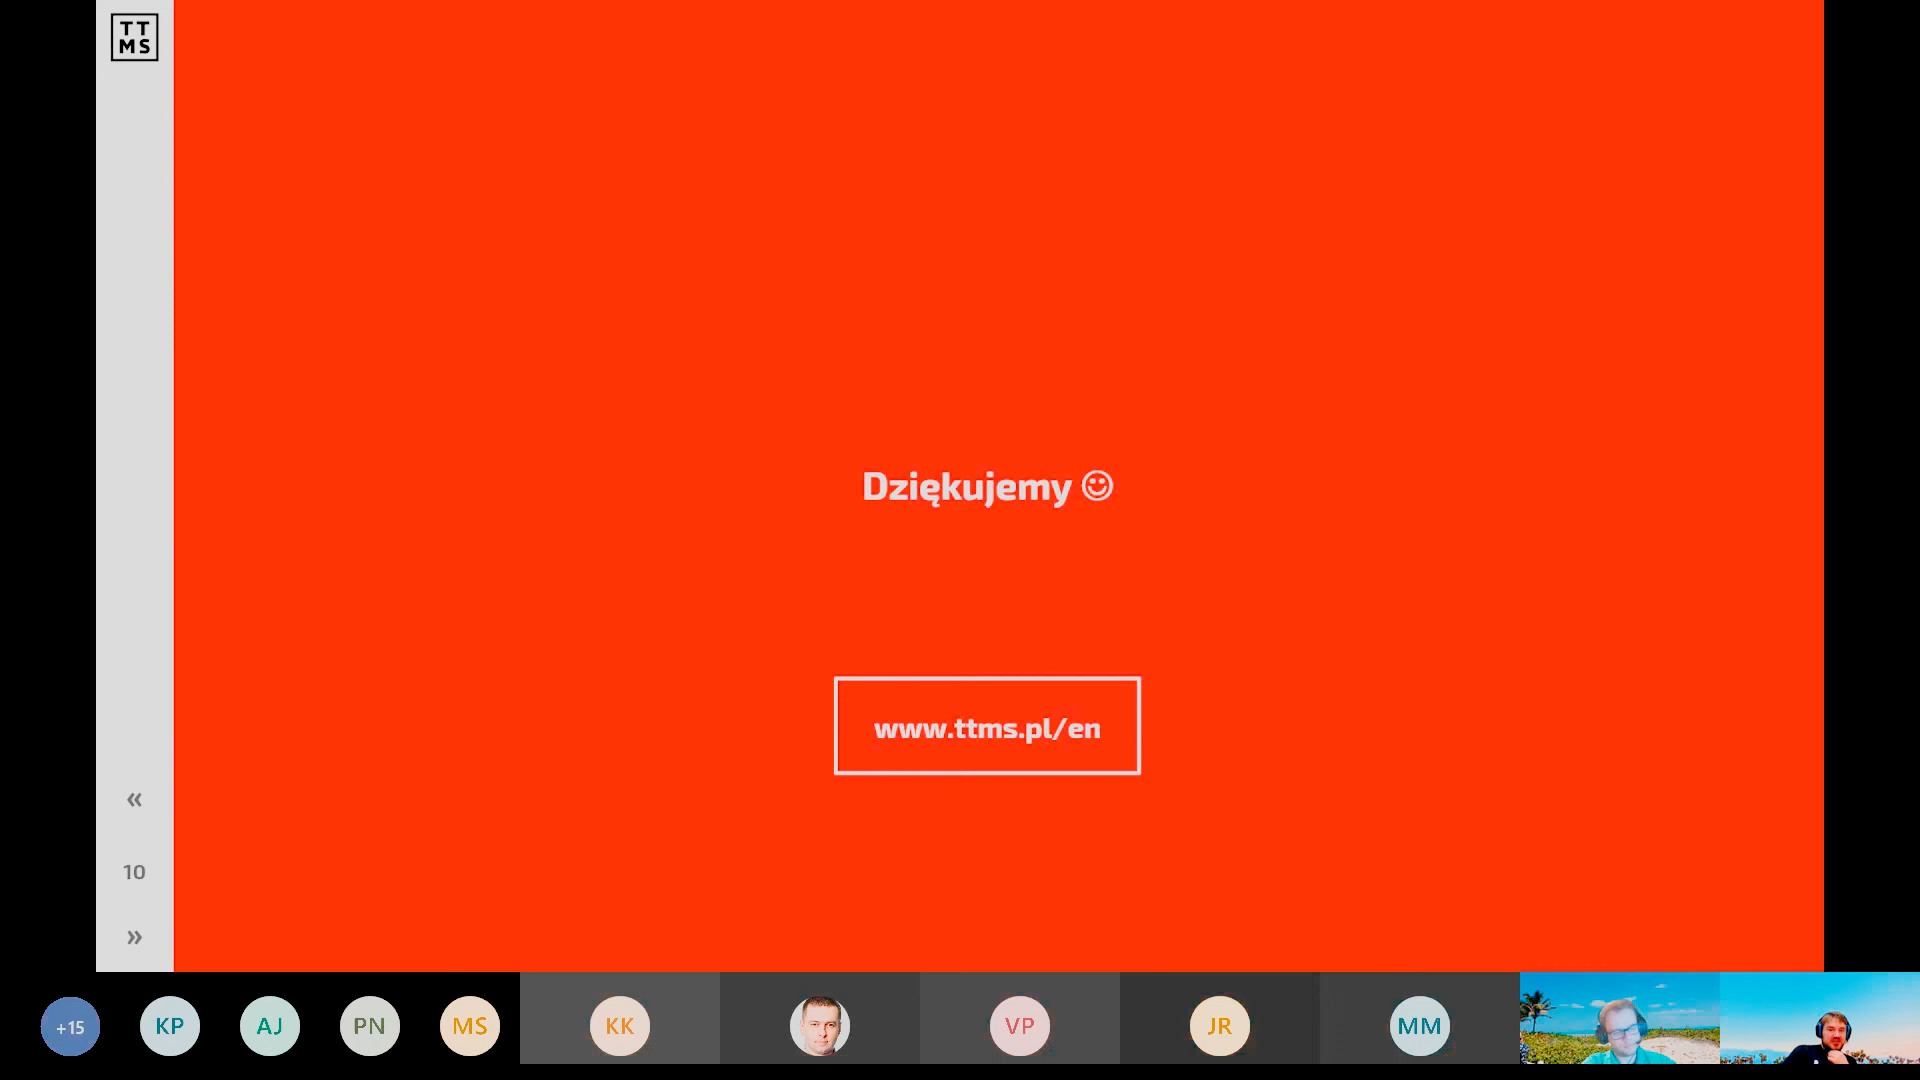 TT
MS
Dziękujemy ☺
www.ttms.pl/en
«
10
»
+15
KP
AJ
PN
MS
KK
VP
JR
MM